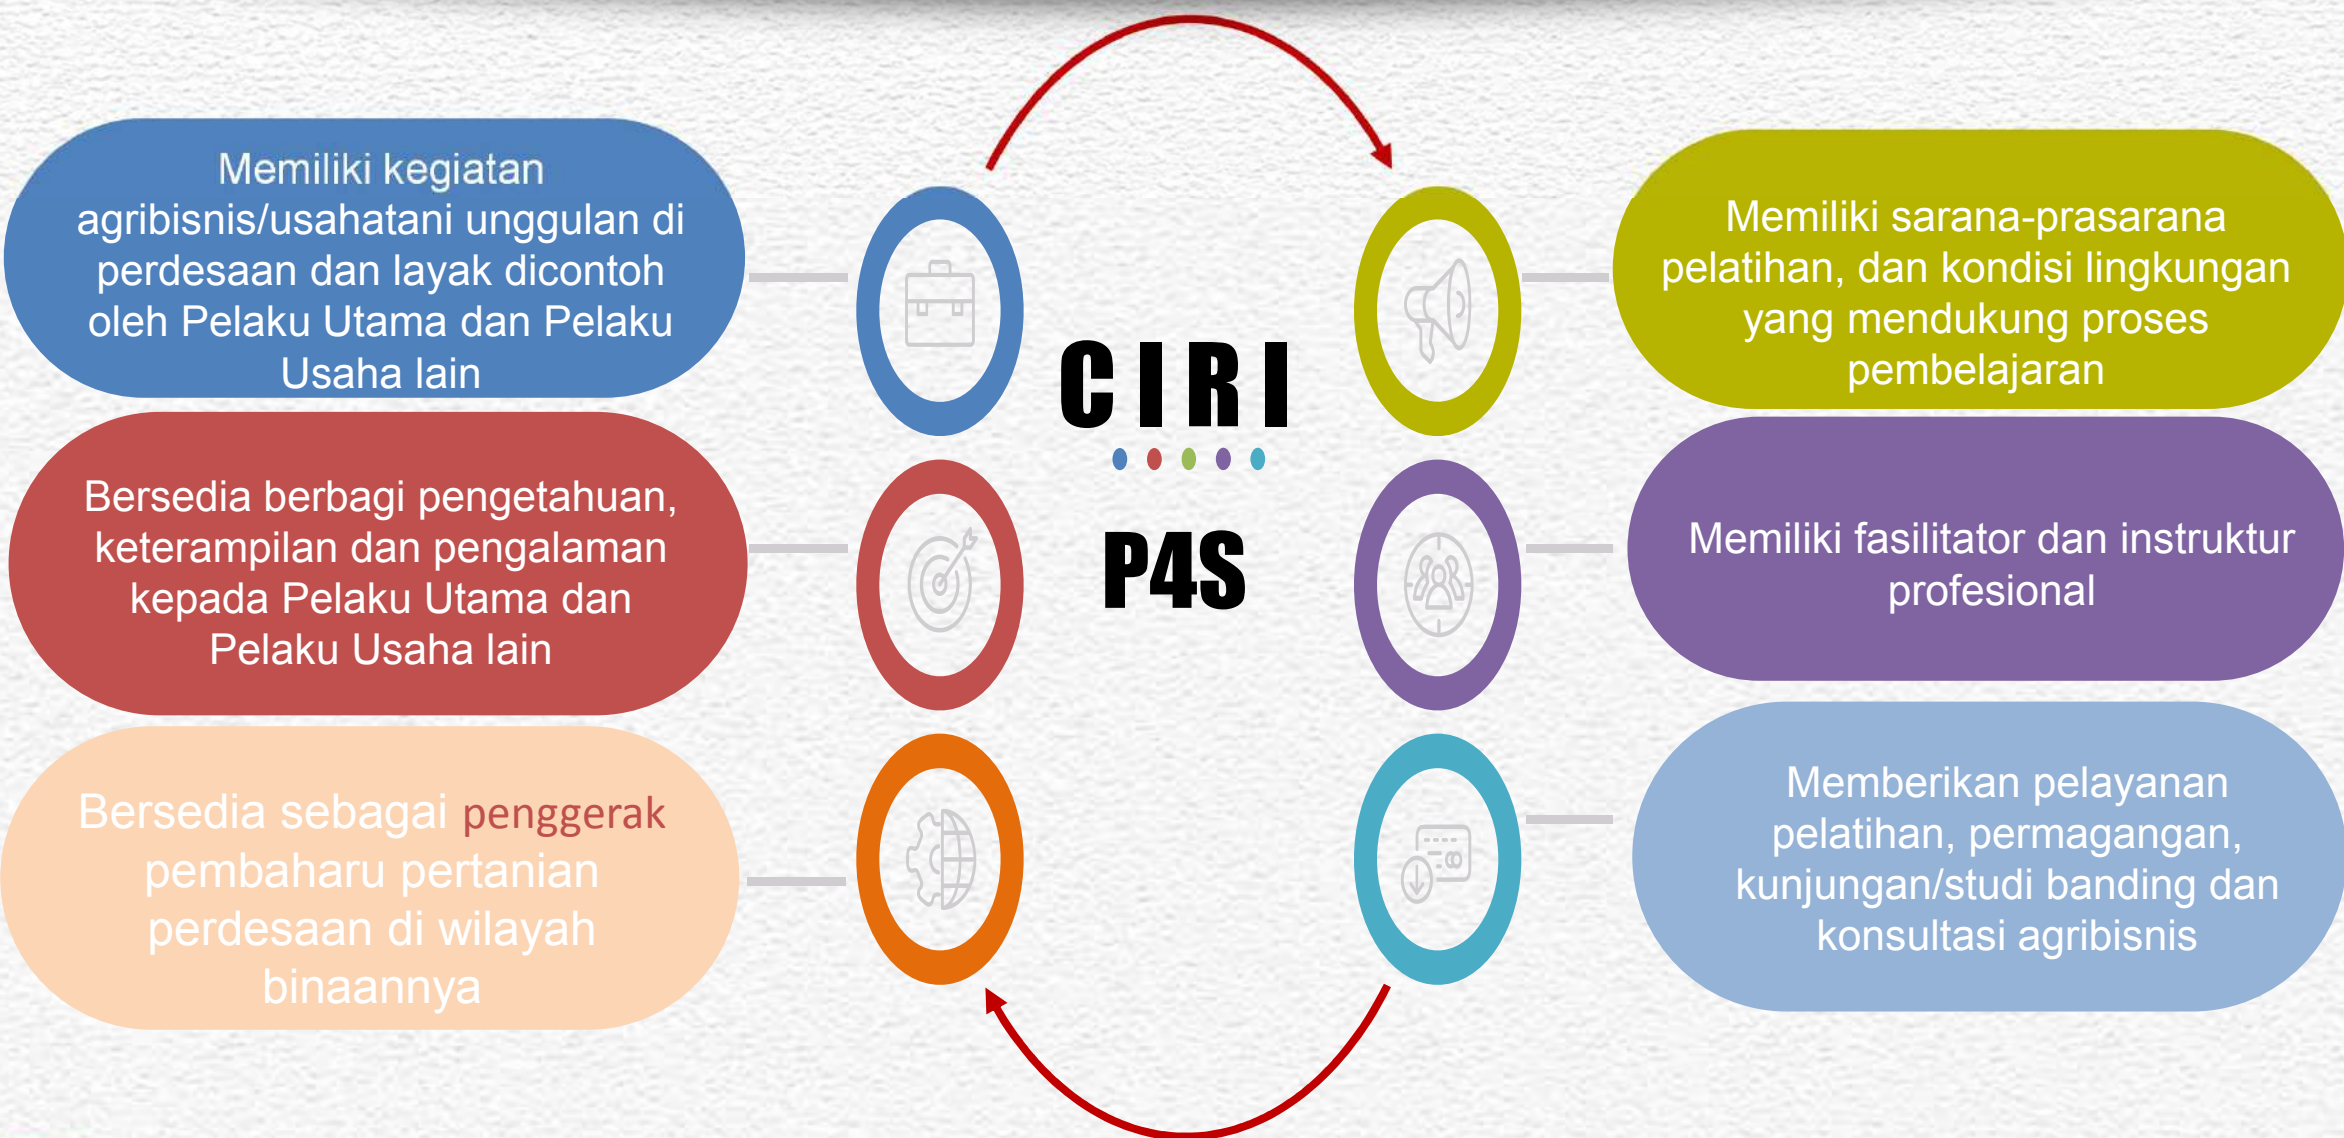 Memiliki kegiatan
agribisnis/usahatani unggulan di
perdesaan dan layak dicontoh
oleh Pelaku Utama dan Pelaku
Usaha lain
Bersedia berbagi pengetahuan,
keterampilan dan pengalaman
kepada Pelaku Utama dan
Pelaku Usaha lain
Bersedia sebagai penggerak
pembaharu pertanian
perdesaan di wilayah
binaannya
CIRI
P4S
Memiliki sarana-prasarana
pelatihan, dan kondisi lingkungan
yang mendukung proses
pembelajaran
Memiliki fasilitator dan instruktur
profesional
Memberikan pelayanan
pelatihan, permagangan,
kunjungan/studi banding dan
konsultasi agribisnis